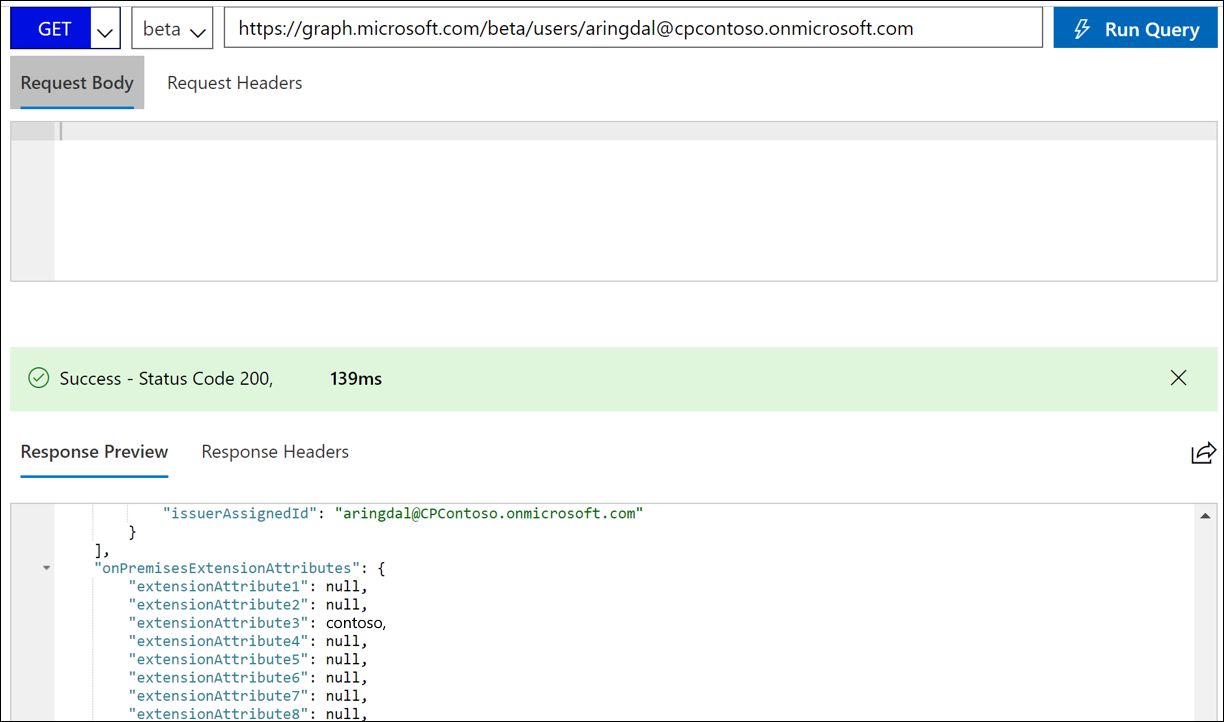 GET beta https://graph.microsoft.com/beta/users/aringdal@cpcontoso.onmicrosoft.com Run Query
Request Body Request Headers
Success - Status Code 200, 139ms
Response Preview Response Headers
"issuerAssignedId": "aringdal@CPContoso.onmicrosoft.com"
}
],
"onPremisesExtensionAttributes": {
"extensionAttribute1": null,
"extensionAttribute2": null,
"extensionAttribute3": contoso,
"extensionAttribute4": null,
"extensionAttribute5": null,
"extensionAttribute6": null,
"extensionAttribute7": null,
"extensionAttribute8": null,